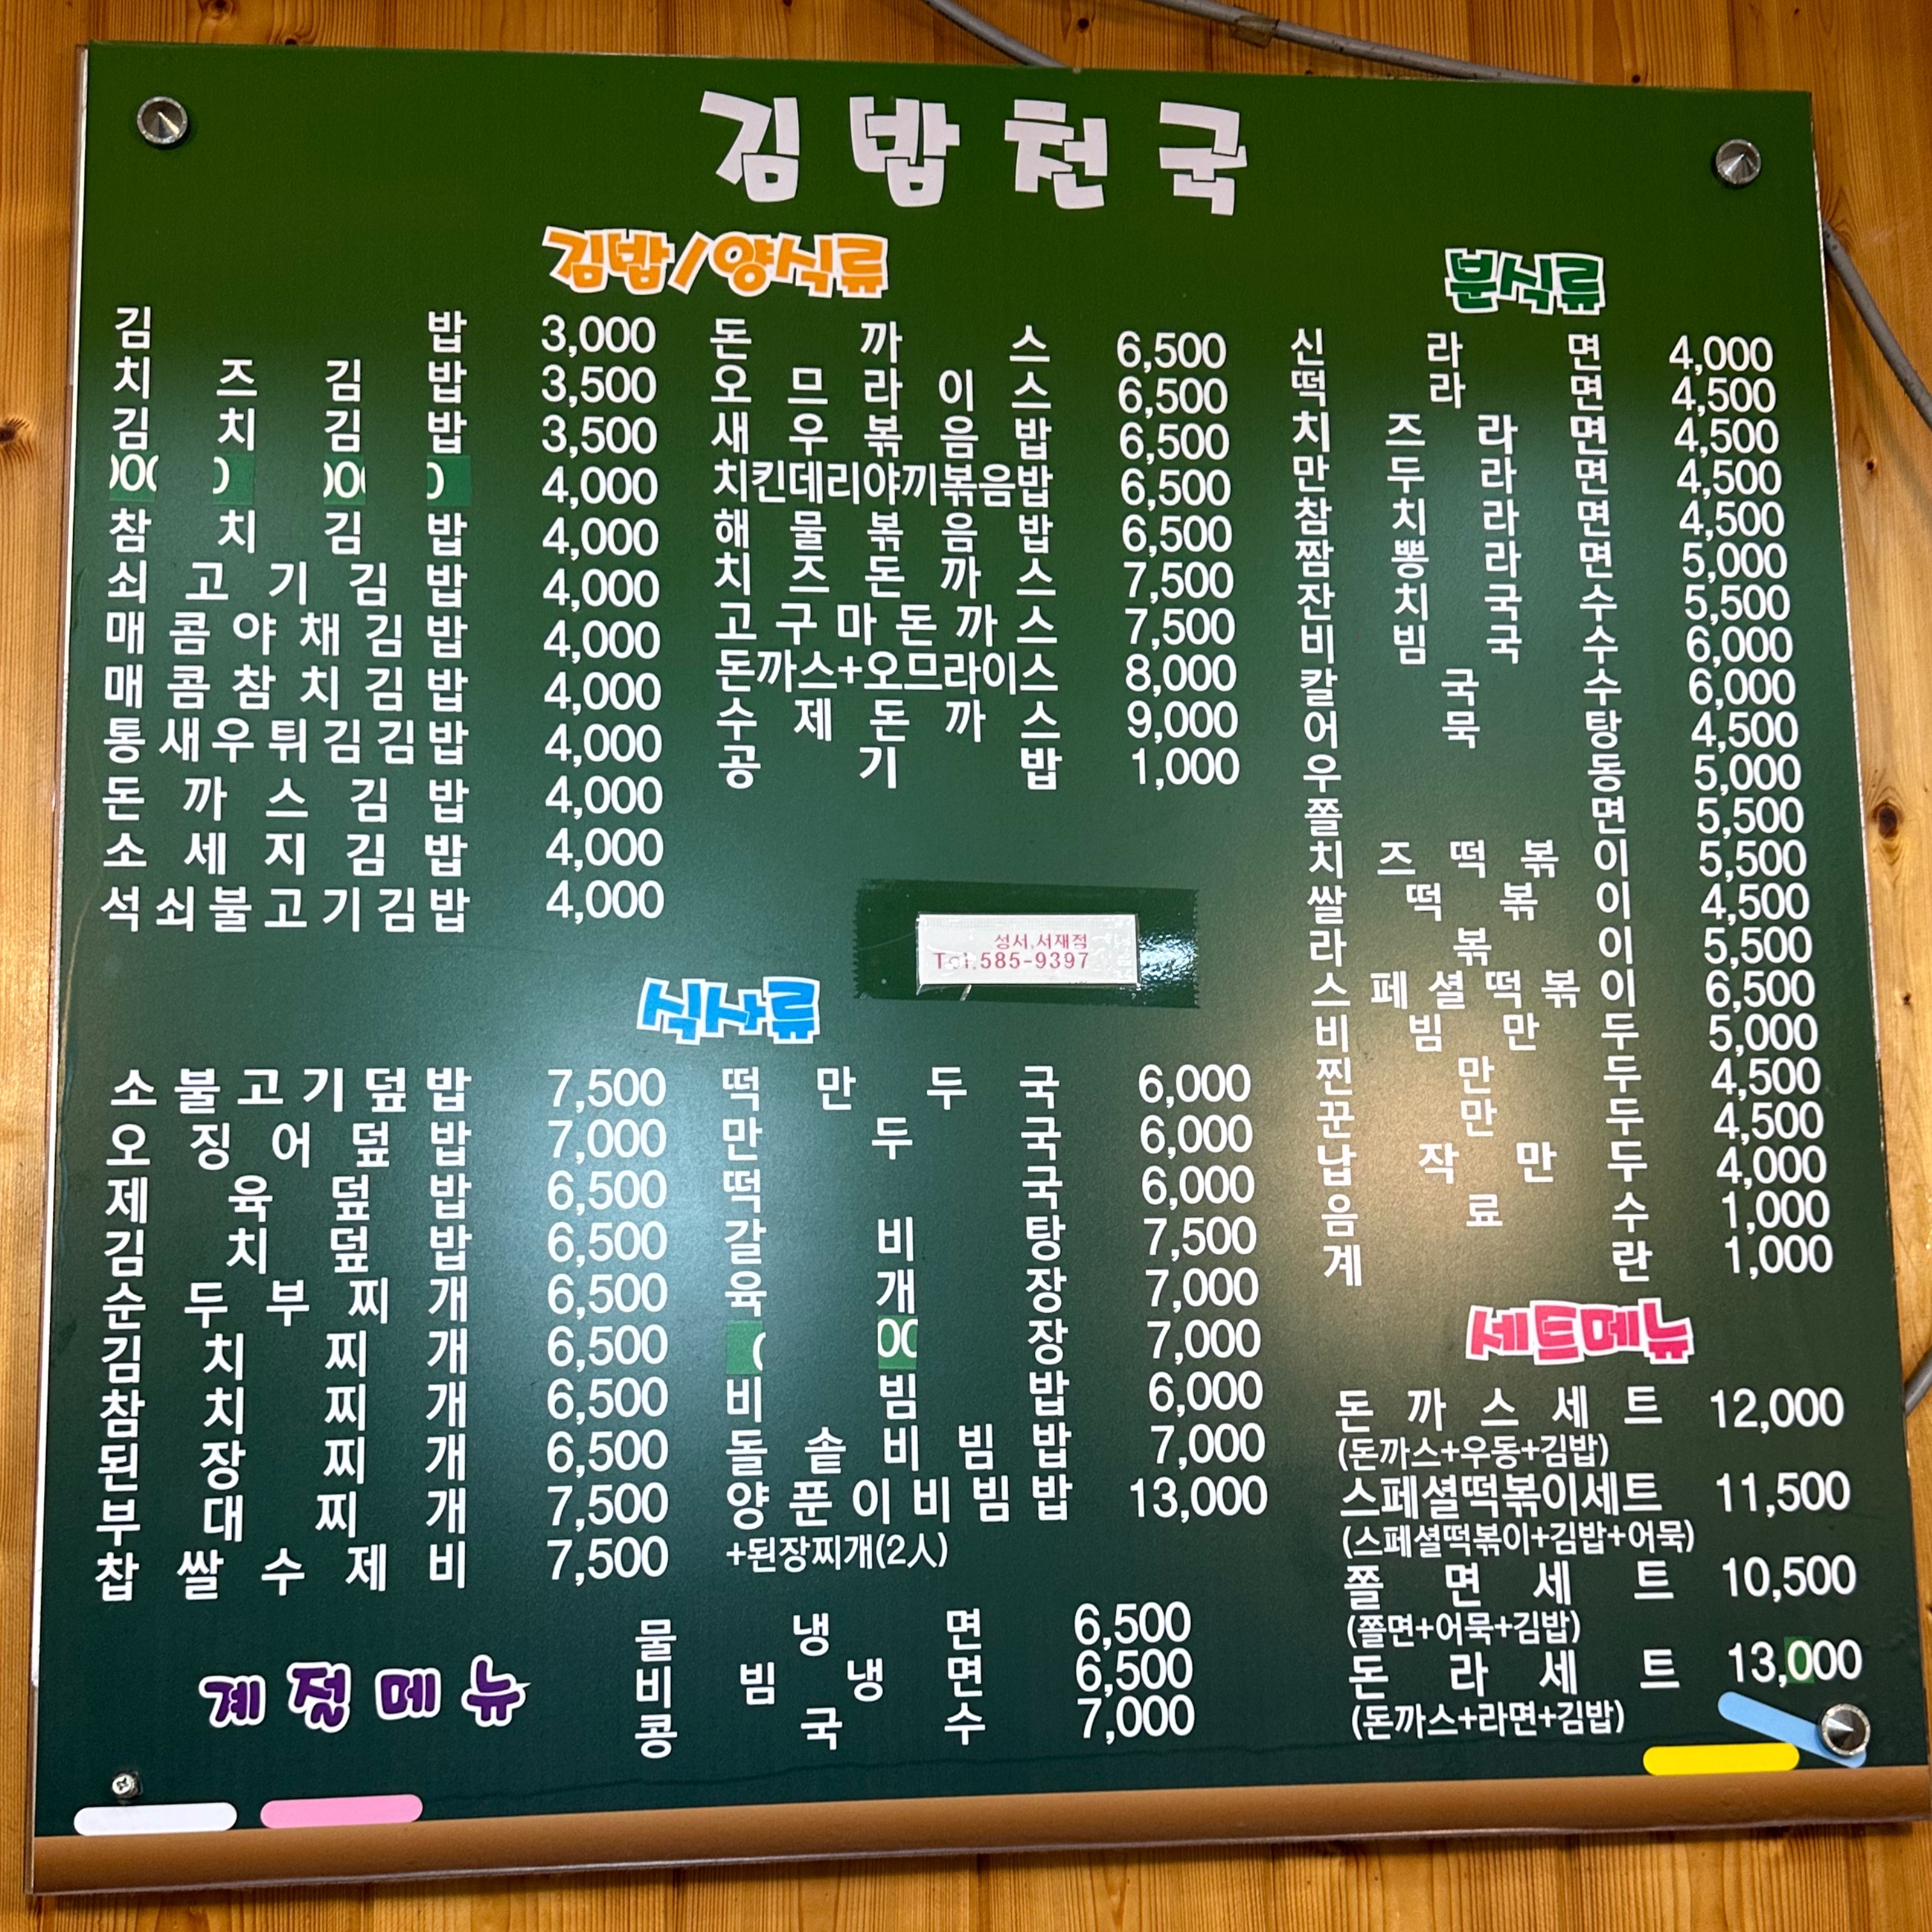 김밥천국
김밥/양식류
김밥 3,000
치즈김밥 3,500
김치김밥 3,500
4,000
참치김밥 4,000
쇠고기김밥 4,000
매콤야채김밥 4,000
매콤참치김밥 4,000
통새우튀김김밥 4,000
돈까스김밥 4,000
소세지김밥 4,000
석쇠불고기김밥 4,000
돈까스 6,500
오므라이스 6,500
새우볶음밥 6,500
치킨데리야끼볶음밥 6,500
해물볶음밥 6,500
치즈돈까스 7,500
고구마돈까스 7,500
돈까스+오므라이스 8,000
수제돈까스 9,000
공기밥 1,000
성서,서재점
Tel.585-9397
식사류
소불고기덮밥 7,500
오징어덮밥 7,000
제육덮밥 6,500
김치덮밥 6,500
순두부찌개 6,500
김치찌개 6,500
참치찌개 6,500
된장찌개 6,500
부대찌개 7,500
찹쌀수제비 7,500
떡만두국 6,000
만두국 6,000
떡국 6,000
갈비탕 7,500
육개장 7,000
장 7,000
비빔밥 6,000
돌솥비빔밥 7,000
양푼이비빔밥 13,000
+된장찌개(2人)
계절메뉴
물냉면 6,500
비빔냉면 6,500
콩국수 7,000
분식류
신라면 4,000
떡라면 4,500
치즈라면 4,500
만두라면 4,500
참치라면 4,500
짬뽕라면 5,000
잔치국수 5,500
비빔국수 6,000
칼국수 6,000
어묵탕 4,500
우동 5,000
쫄면 5,500
치즈떡볶이 5,500
쌀떡볶이 4,500
라볶이 5,500
스페셜떡볶이 6,500
비빔만두 5,000
찐만두 4,500
꾼만두 4,500
납작만두 4,000
음료수 1,000
계란 1,000
세트메뉴
돈까스세트 12,000
(돈까스+우동+김밥)
스페셜떡볶이세트 11,500
(스페셜떡볶이+김밥+어묵)
쫄면세트 10,500
(쫄면+어묵+김밥)
돈라세트 13,000
(돈까스+라면+김밥)